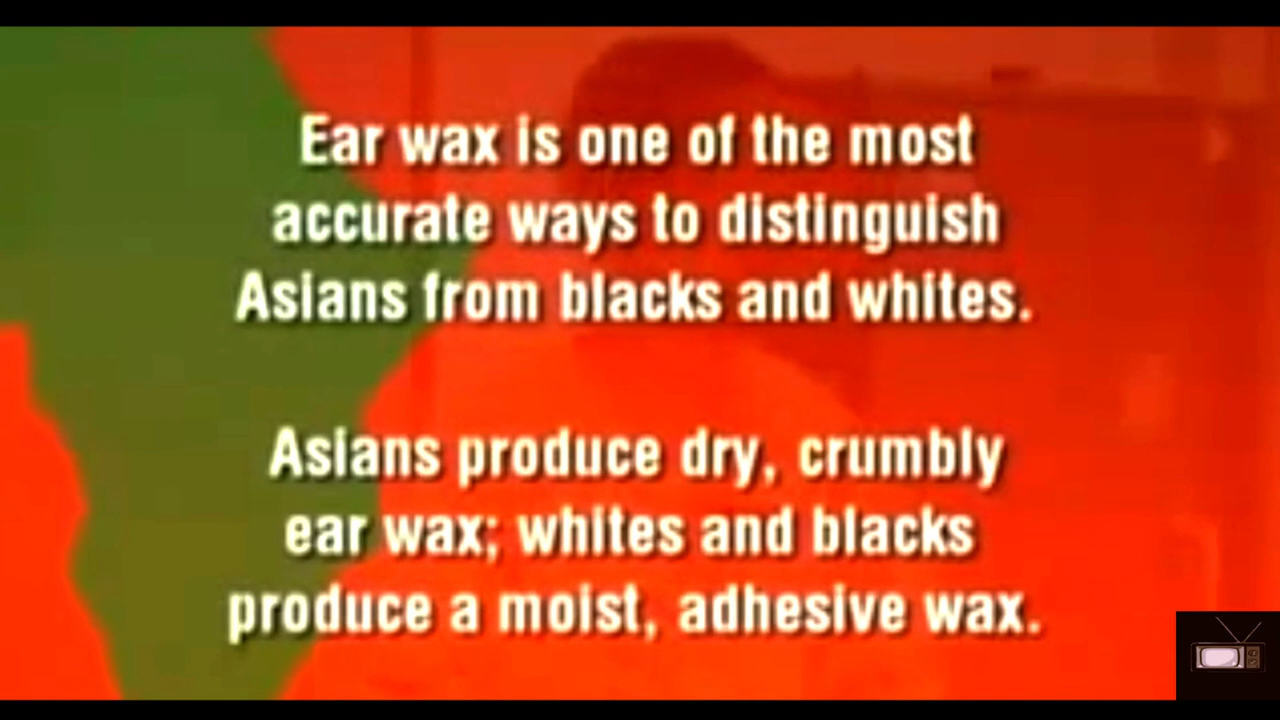 Ear wax is one of the most
accurate ways to distinguish
Asians from blacks and whites.
Asians produce dry, crumbly
ear wax; whites and blacks
produce a moist, adhesive wax.